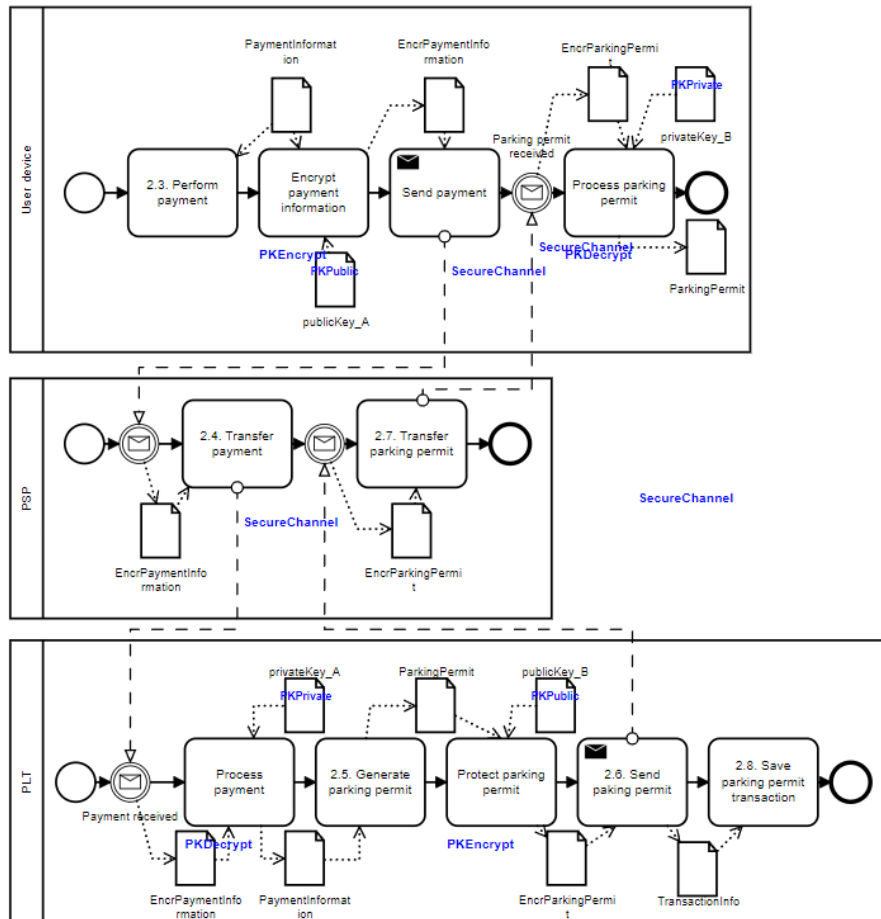 User device
PaymentInformat
ion
EncrPaymentInfo
rmation
EncrParkingPermi
t
PKPrivate
privateKey_B
Parking permit
received
2.3. Perform
payment
Encrypt
payment
information
Send payment
Process parking
permit
PKEncrypt
PKPublic
publicKey_A
SecureChannel
SecureChannel
PKDecrypt
ParkingPermit
PSP
2.4. Transfer
payment
2.7. Transfer
parking permit
SecureChannel
SecureChannel
EncrPaymentInfo
rmation
EncrParkingPermi
t
PLT
privateKey_A
PKPrivate
ParkingPermit
publicKey_B
PKPublic
Process
payment
2.5. Generate
parking permit
Protect parking
permit
2.6. Send
paking permit
2.8. Save
parking permit
transaction
Payment received
PKDecrypt
PKEncrypt
EncrPaymentInfo
rmation
PaymentInformat
ion
EncrParkingPermi
t
TransactionInfo